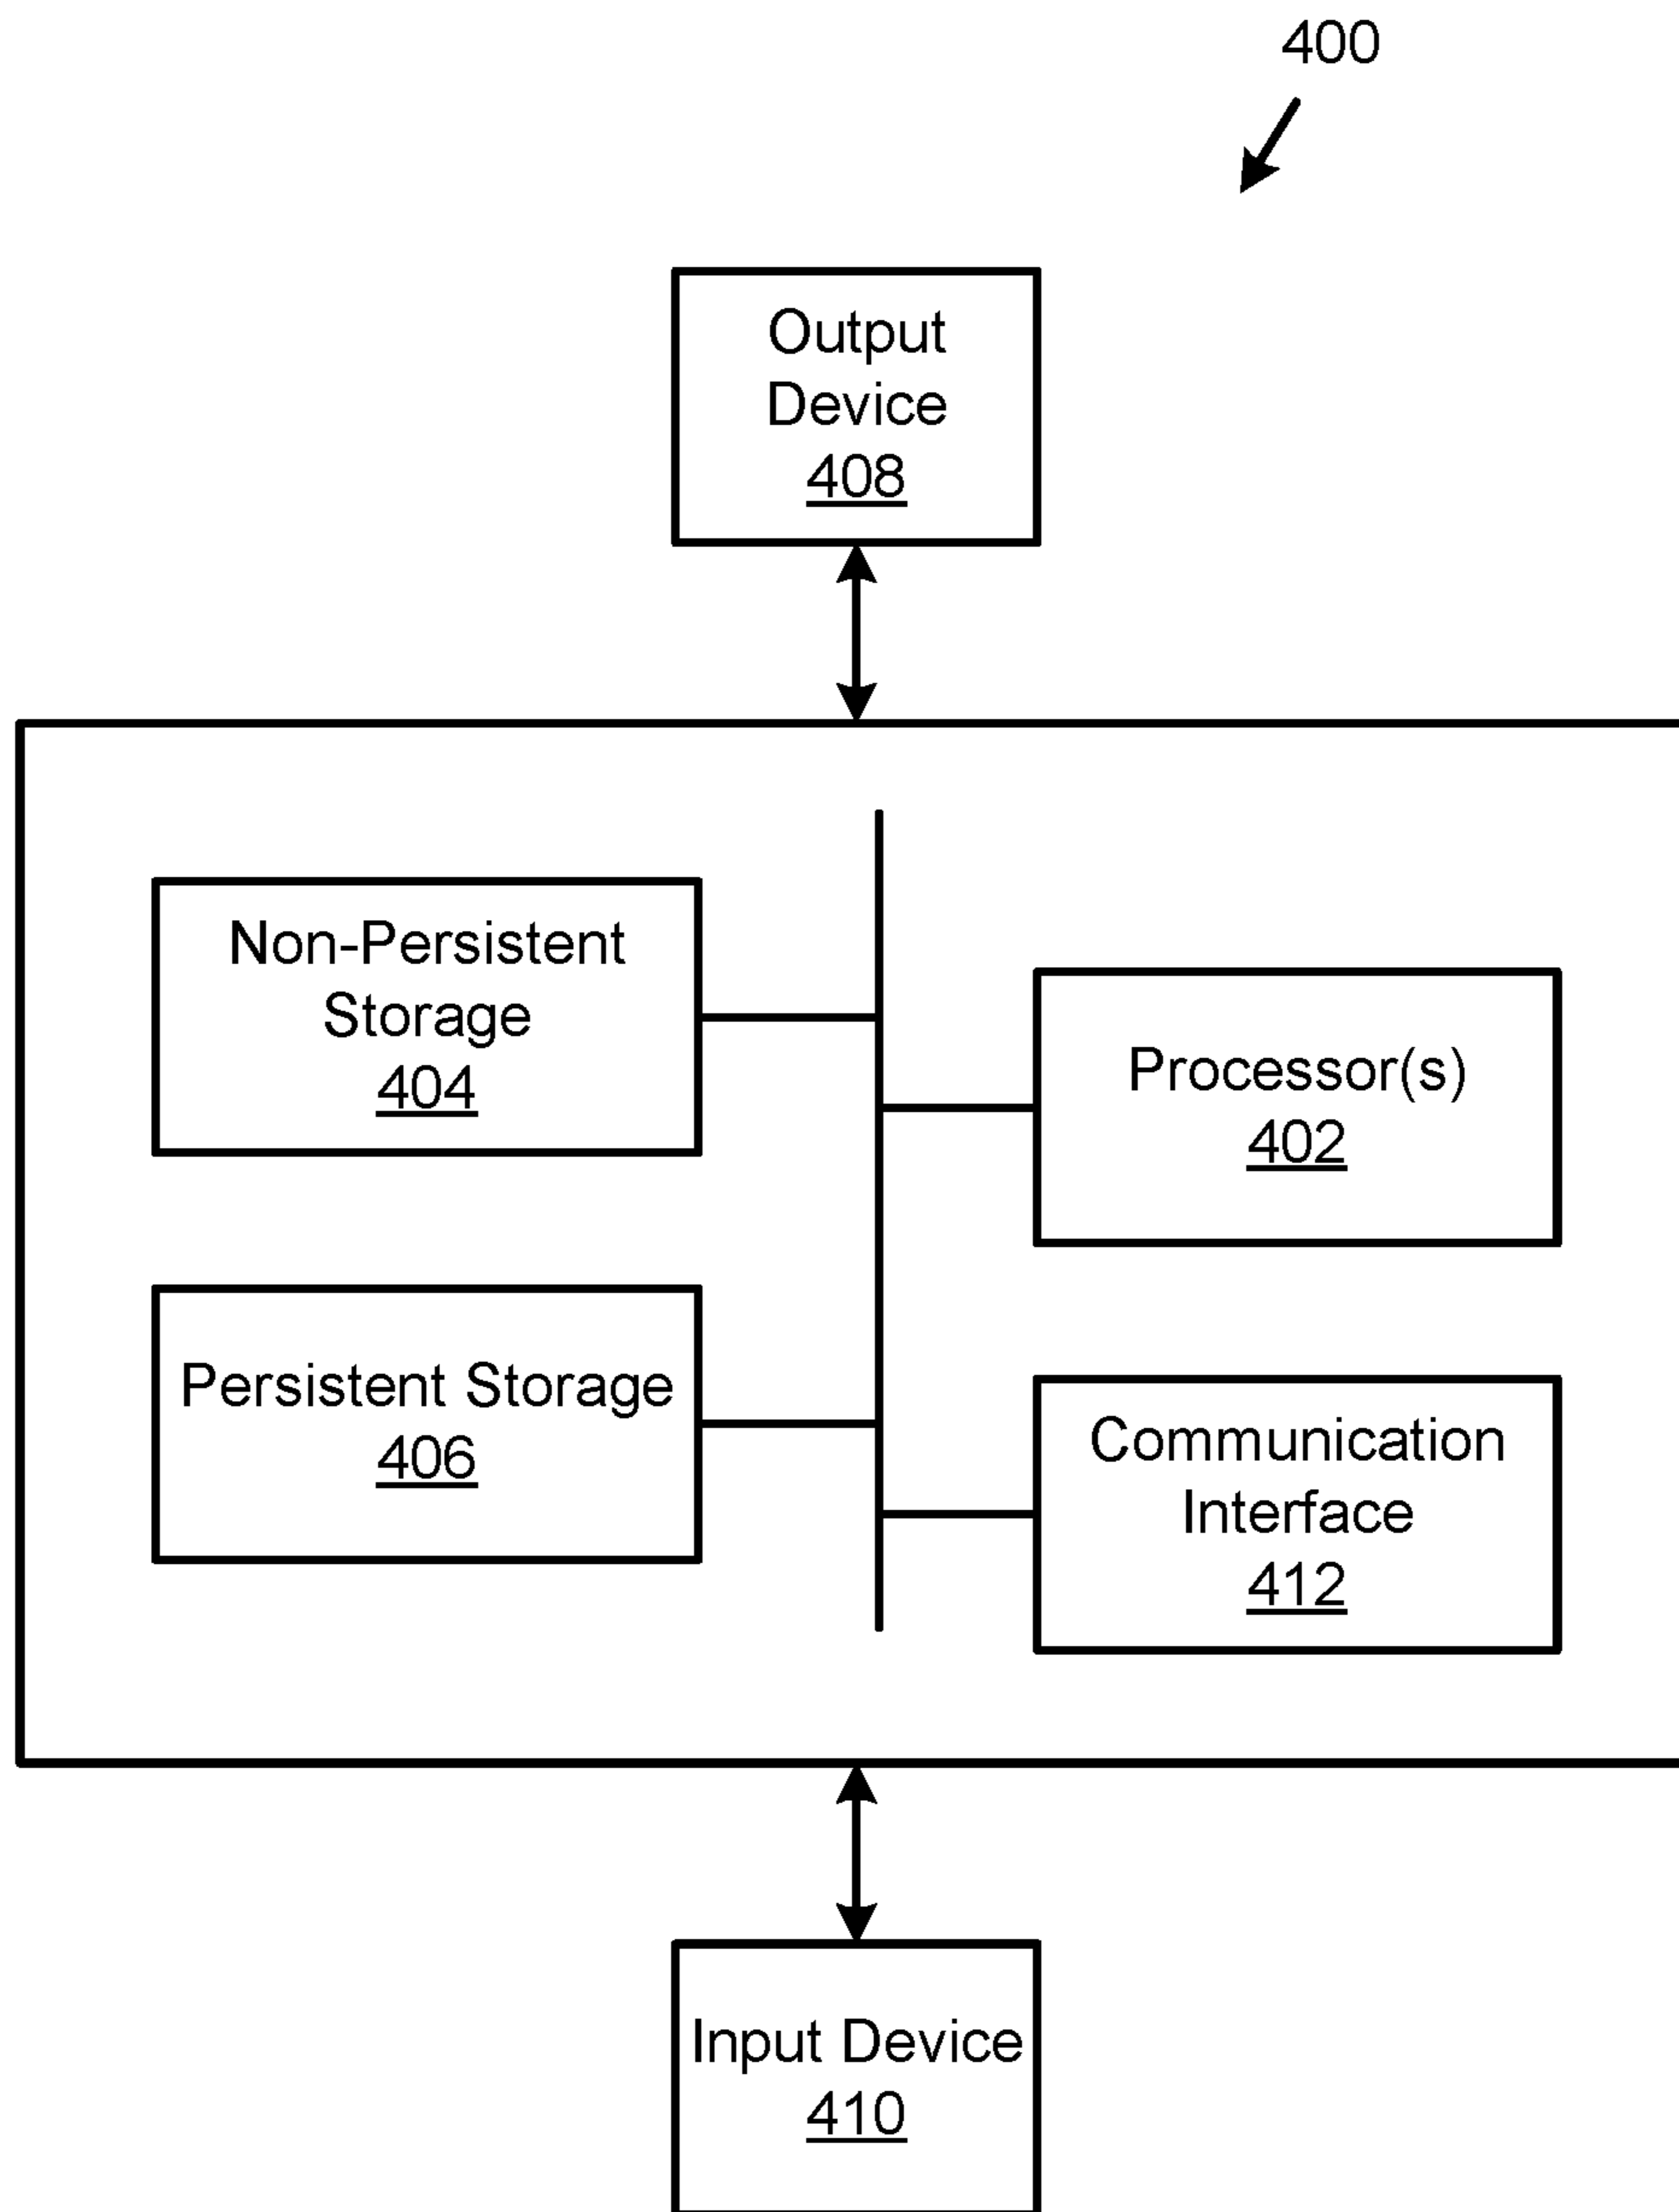 400
Output
Device
408
Non-Persistent
Storage
404
Processor(s)
402
Persistent Storage
406
Communication
Interface
412
Input Device
410